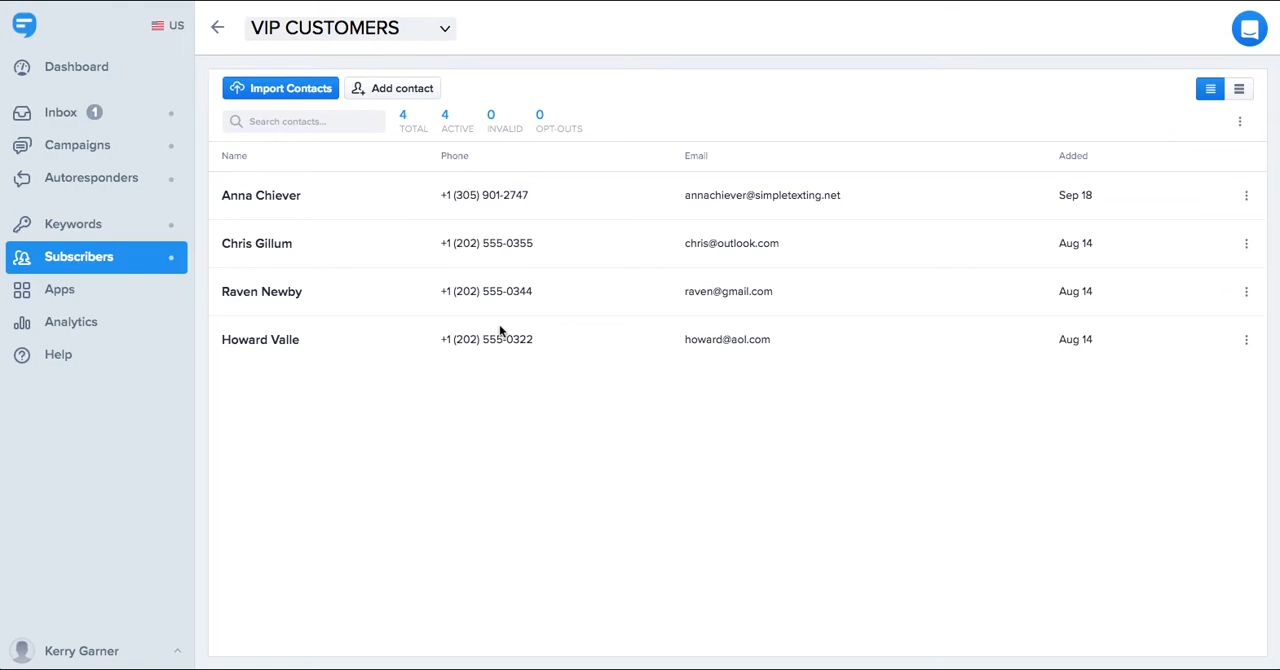 US
Dashboard
Inbox 1
Campaigns
Autoresponders
Keywords
Subscribers
Apps
Analytics
Help
Kerry Garner
VIP CUSTOMERS
Import Contacts
Add contact
Search contacts...
4 4 0 0
TOTAL ACTIVE INVALID OPT-OUTS
Name Phone Email Added
Anna Chiever +1 (305) 901-2747 annachiever@simpletexting.net Sep 18
Chris Gillum +1 (202) 555-0355 chris@outlook.com Aug 14
Raven Newby +1 (202) 555-0344 raven@gmail.com Aug 14
Howard Valle +1 (202) 555-0322 howard@aol.com Aug 14